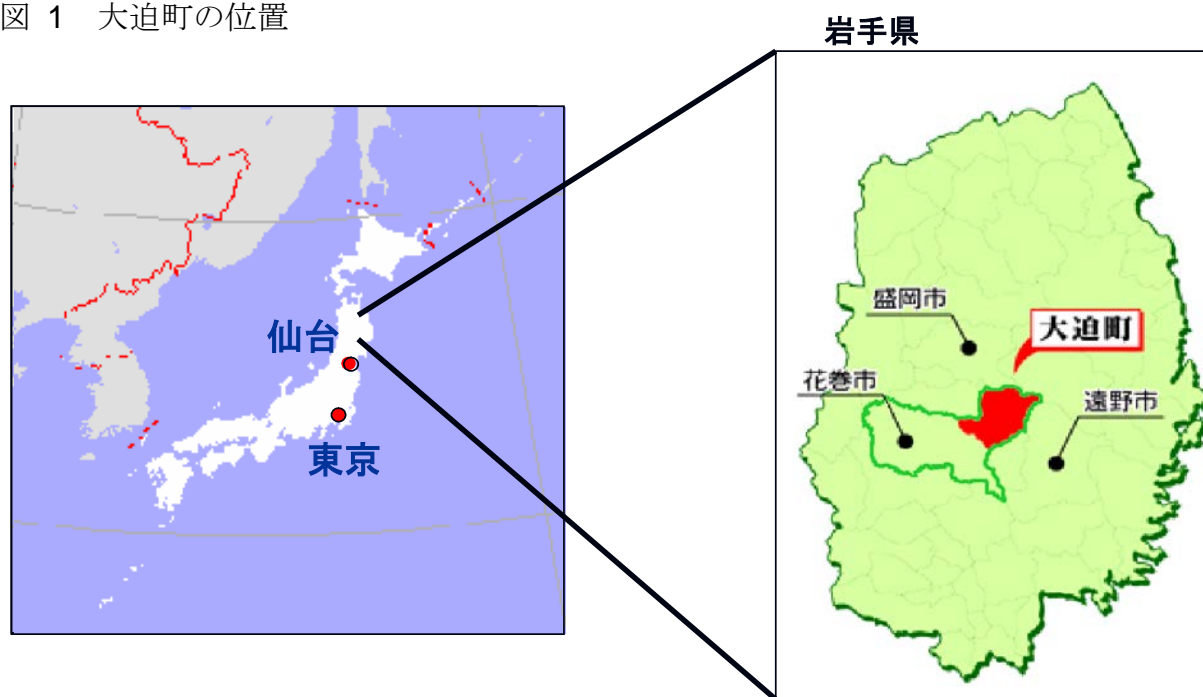 図 1 大迫町の位置
岩手県
仙台
東京
盛岡市
大迫町
花巻市
遠野市